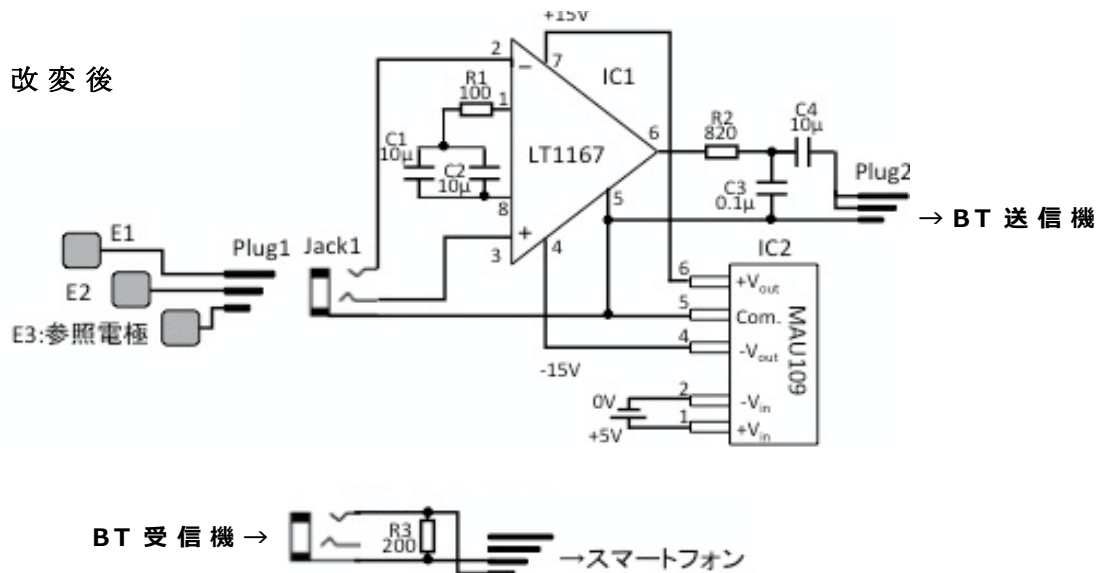 +15V
改変後
2
7
IC1
R1
100
1
C1
10μ
C2
10μ
LT1167
6
R2
820
C4
10μ
Plug2
C3
0.1μ
5
8
3
4
→ BT 送信機
E1
Plug1
Jack1
IC2
E2
E3:参照電極
6
+Vout
5
Com.
4
-Vout
MAU109
-15V
0V
2
-Vin
+5V
1
+Vin
BT 受信機 →
R3
200
→スマートフォン